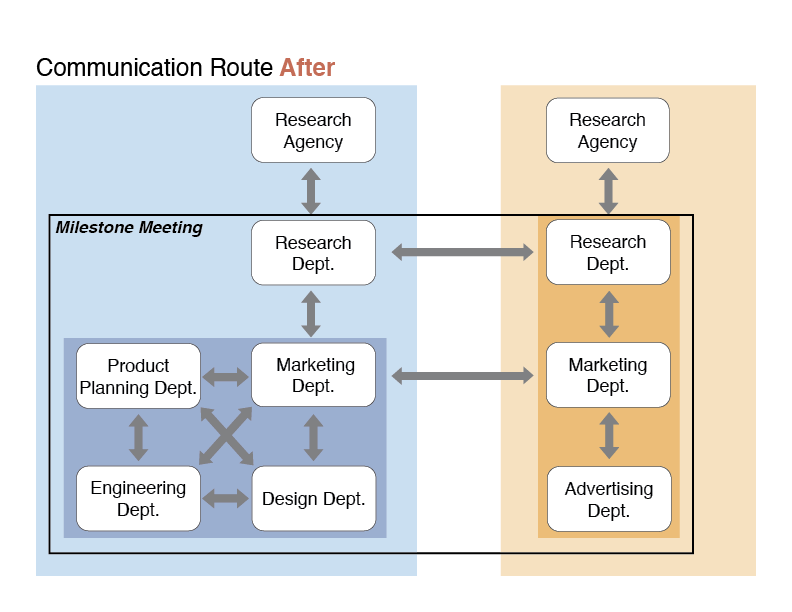 Communication Route After
Research
Agency
Research
Agency
Milestone Meeting
Research
Dept.
Research
Dept.
Product
Planning Dept.
Marketing
Dept.
Marketing
Dept.
Engineering
Dept.
Design Dept.
Advertising
Dept.